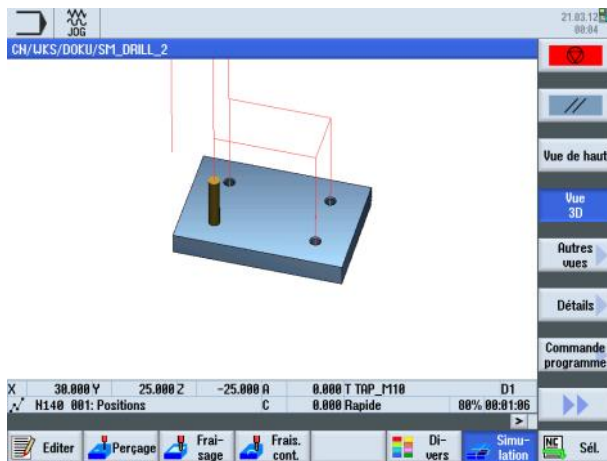 JOG
21.03.12
00:04
CN/WKS/DOKU/SM_DRILL_2
Vue de haut
Vue
3D
Autres
vues
Détails
Commande
programme
X 30.000 Y 25.000 Z -25.000 A 0.000 T TAP_M10 D1
N140 001: Positions C 0.000 Rapide 80% 00:01:06
Editer
Perçage
Frai-
sage
Frais.
cont.
Di-
vers
Simu-
lation
NC
Sél.